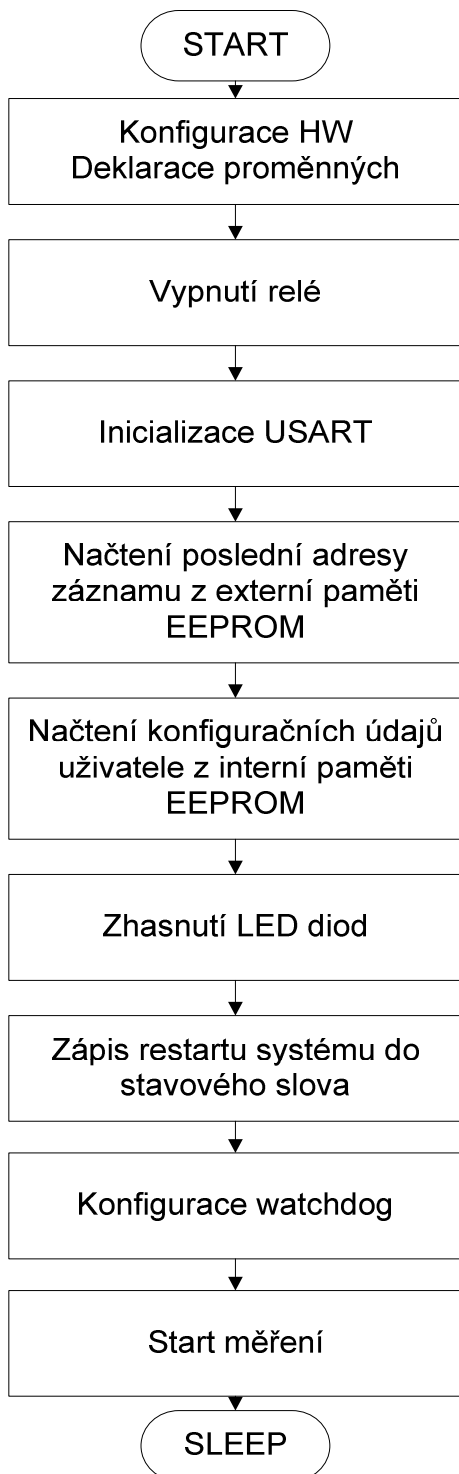 START
Konfigurace HW
Deklarace proměnných
Vypnutí relé
Inicializace USART
Načtení poslední adresy
záznamu z externí paměti
EEPROM
Načtení konfiguračních údajů
uživatele z interní paměti
EEPROM
Zhasnutí LED diod
Zápis restartu systému do
stavového slova
Konfigurace watchdog
Start měření
SLEEP